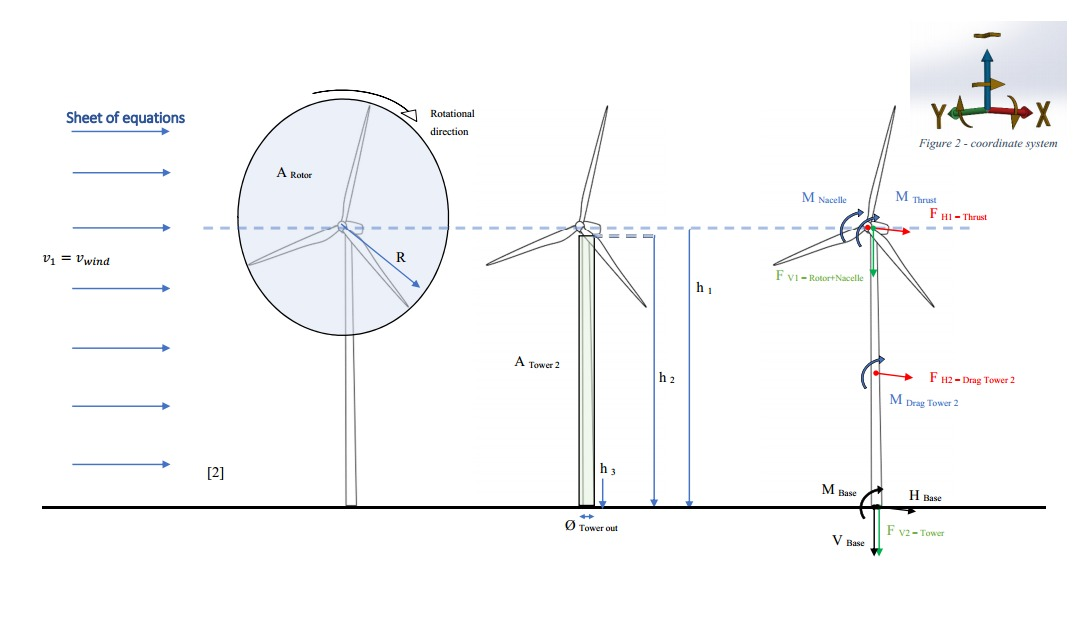 Sheet of equations
Rotational
direction
A Rotor
R
v₁ = v_wind
[2]
A Tower 2
h 1
h 2
h 3
Ø Tower out
Y
X
Figure 2 - coordinate system
M Nacelle
M Thrust
F H1 = Thrust
F V1 = Rotor+Nacelle
F H2 = Drag Tower 2
M Drag Tower 2
M Base
H Base
V Base
F V2 = Tower